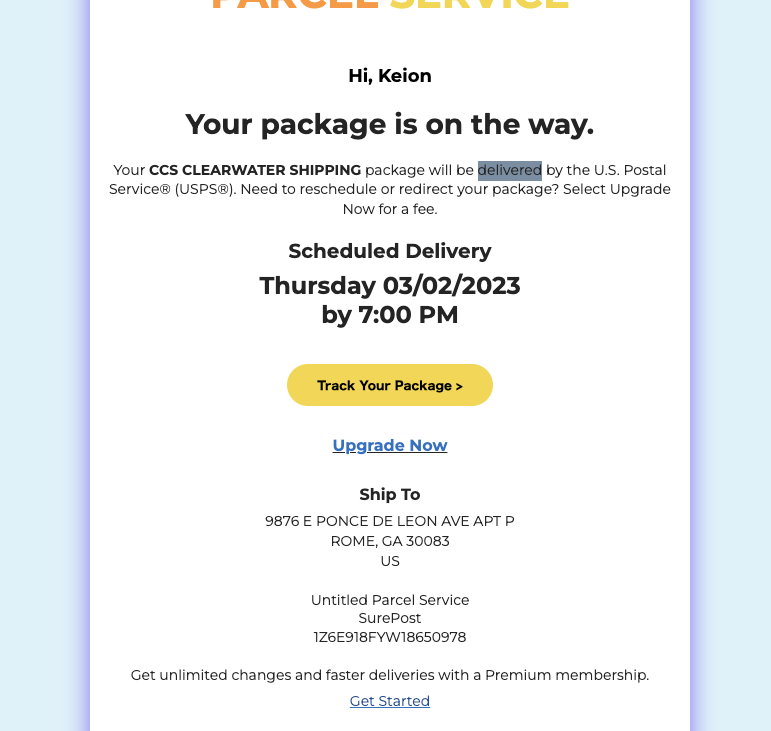 PARCEL SERVICE
Hi, Keion
Your package is on the way.
Your CCS CLEARWATER SHIPPING package will be delivered by the U.S. Postal
Service® (USPS®). Need to reschedule or redirect your package? Select Upgrade
Now for a fee.
Scheduled Delivery
Thursday 03/02/2023
by 7:00 PM
Track Your Package >
Upgrade Now
Ship To
9876 E PONCE DE LEON AVE APT P
ROME, GA 30083
US
Untitled Parcel Service
SurePost
1Z6E918FYW18650978
Get unlimited changes and faster deliveries with a Premium membership.
Get Started